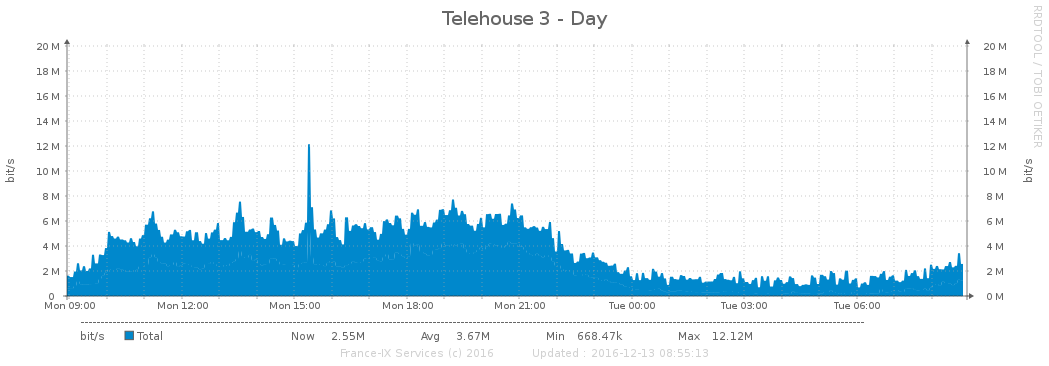 Telehouse 3 - Day
RRDTOOL / TOBI OETIKER
bit/s
bit/s
20 M 20 M
18 M 18 M
16 M 16 M
14 M 14 M
12 M 12 M
10 M 10 M
8 M 8 M
6 M 6 M
4 M 4 M
2 M 2 M
0 0 M
Mon 09:00 Mon 12:00 Mon 15:00 Mon 18:00 Mon 21:00 Tue 00:00 Tue 03:00 Tue 06:00
bit/s Total Now 2.55M Avg 3.67M Min 668.47k Max 12.12M
France-IX Services (c) 2016 Updated : 2016-12-13 08:55:13